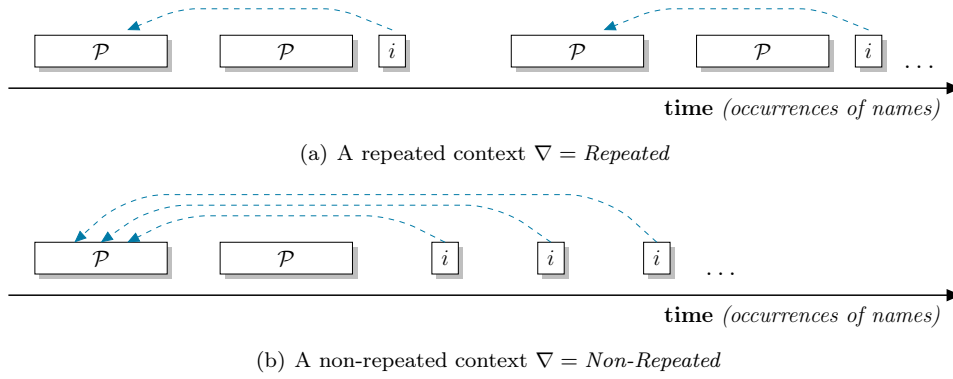 𝒫 𝒫 i 𝒫 𝒫 i ...
time (occurrences of names)
(a) A repeated context ∇ = Repeated
𝒫 𝒫 i i i ...
time (occurrences of names)
(b) A non-repeated context ∇ = Non-Repeated